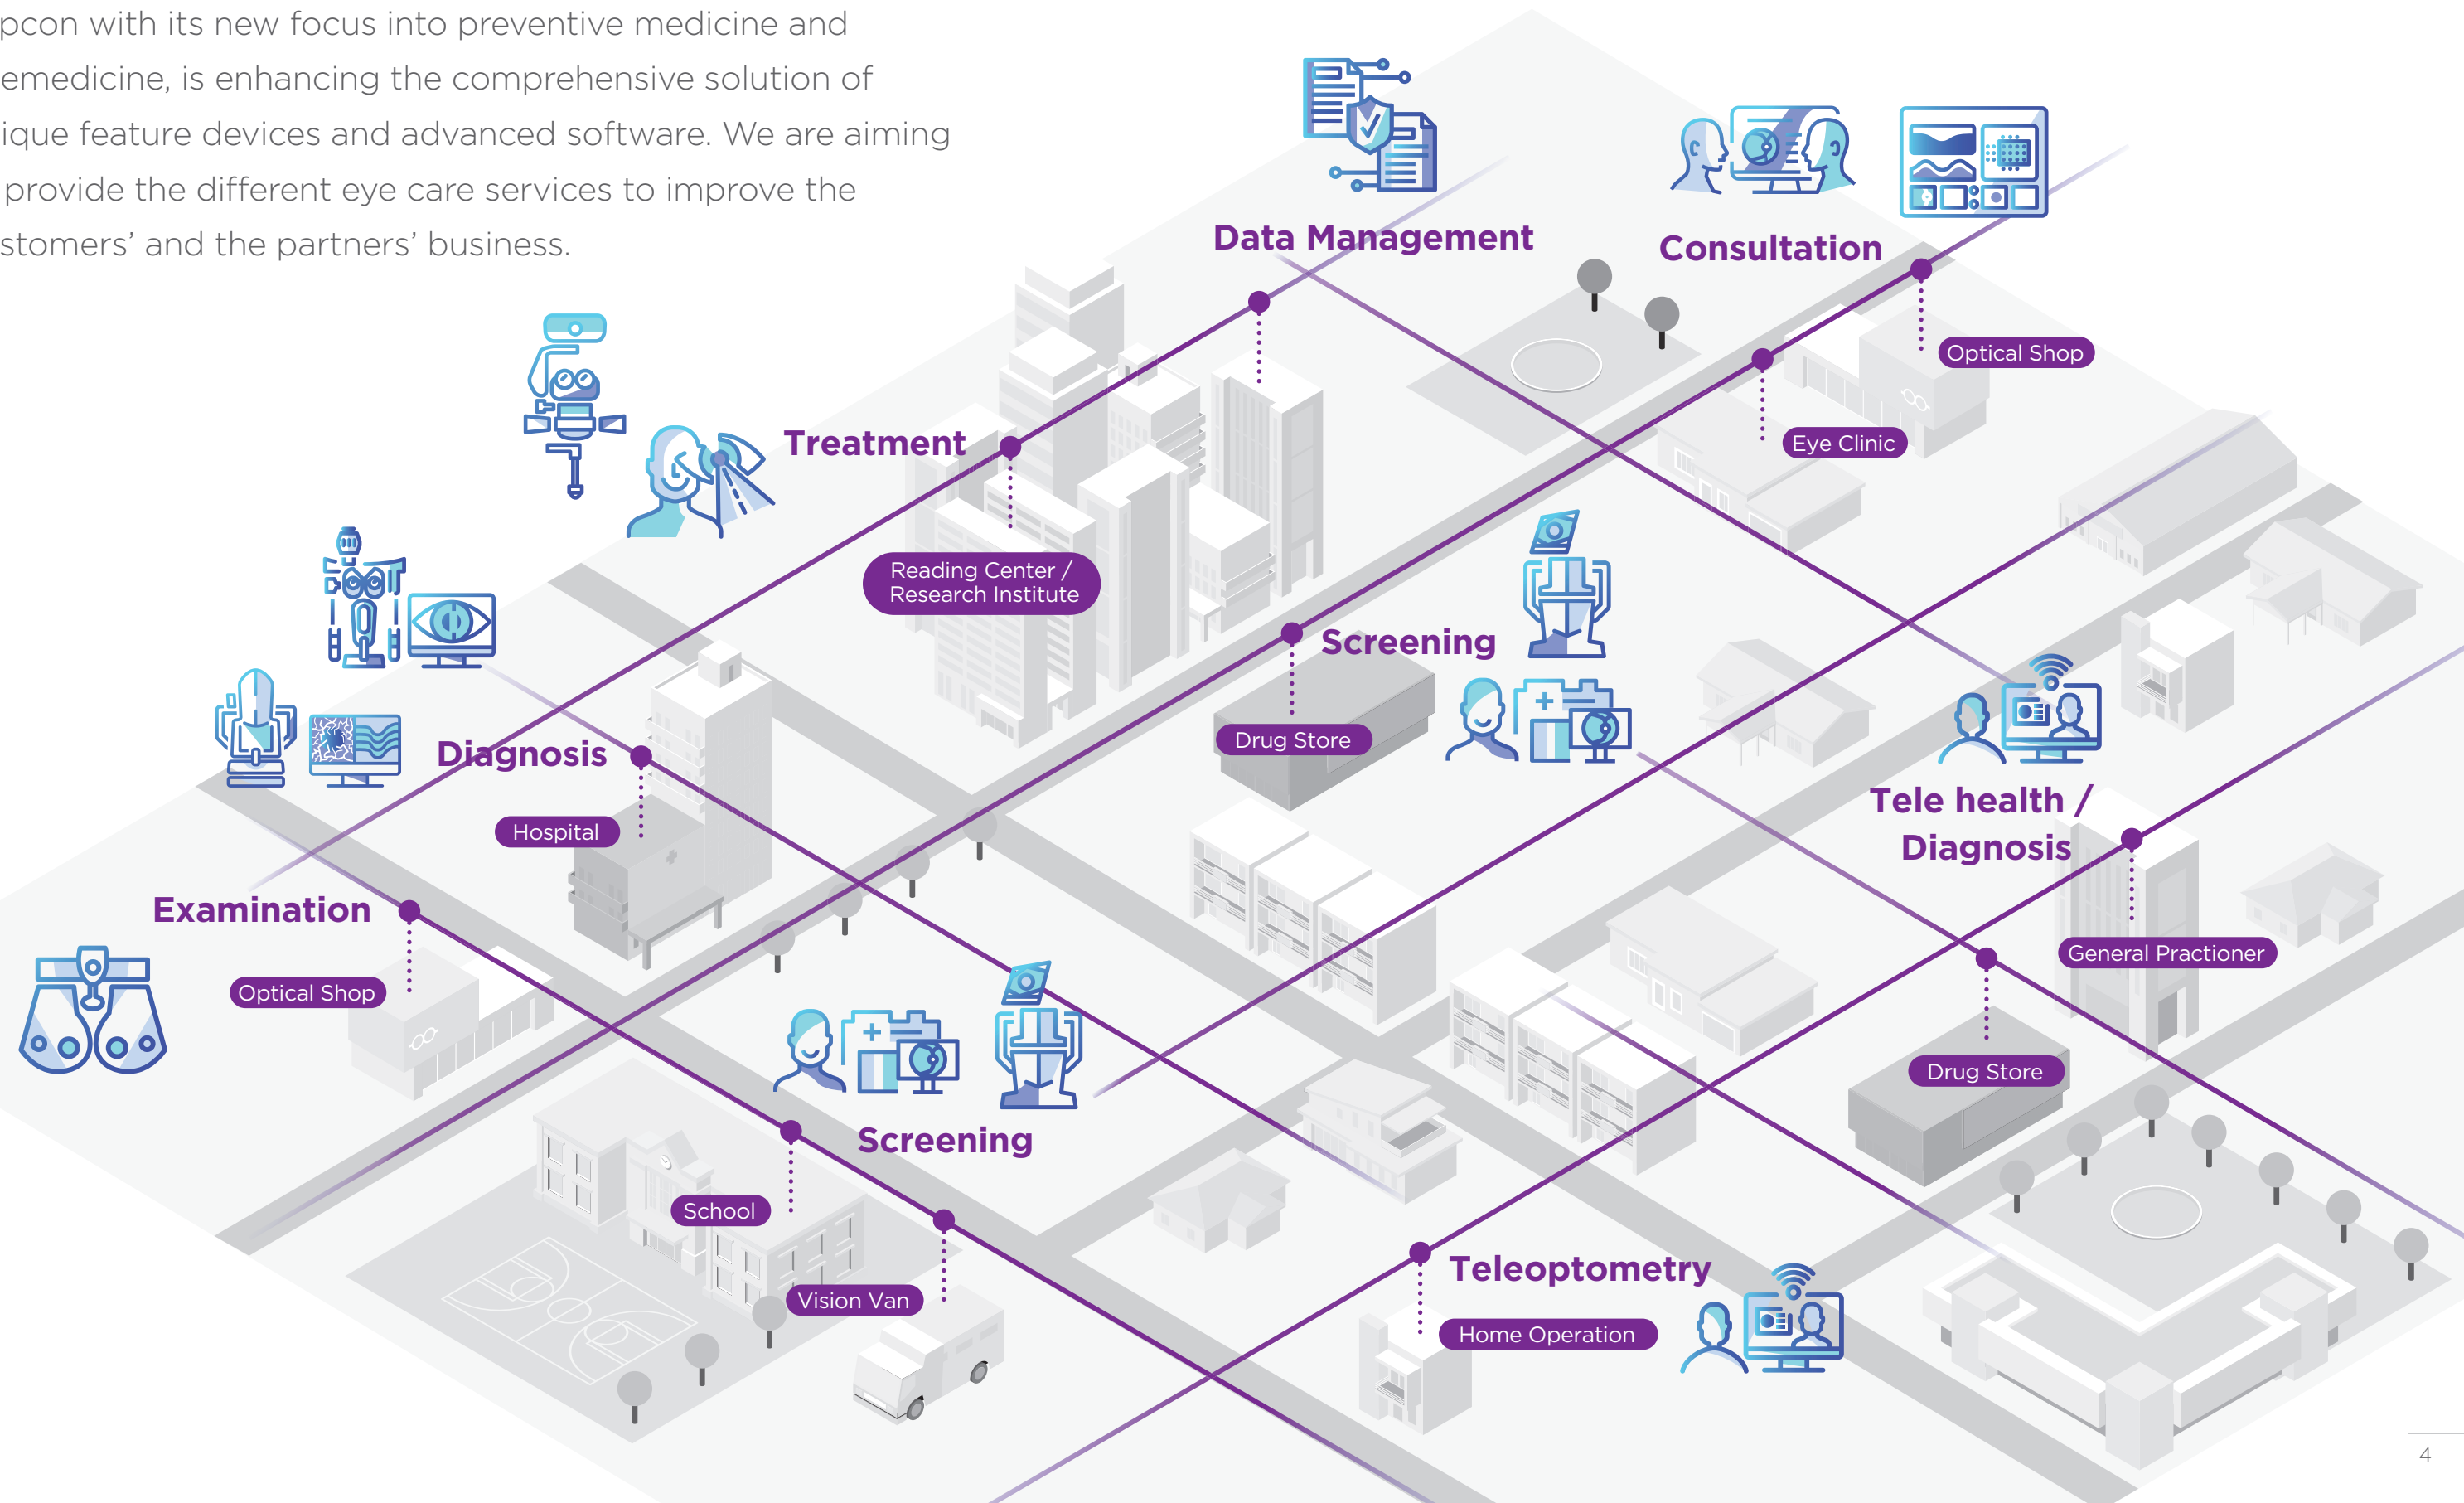 pcon with its new focus into preventive medicine and
emedicine, is enhancing the comprehensive solution of
ique feature devices and advanced software. We are aiming
provide the different eye care services to improve the
stomers’ and the partners’ business.
Data Management
Consultation
Optical Shop
Eye Clinic
Treatment
Reading Center /
Research Institute
Screening
Drug Store
Diagnosis
Hospital
Tele health /
Diagnosis
General Practioner
Examination
Optical Shop
Drug Store
Screening
School
Vision Van
Teleoptometry
Home Operation
4